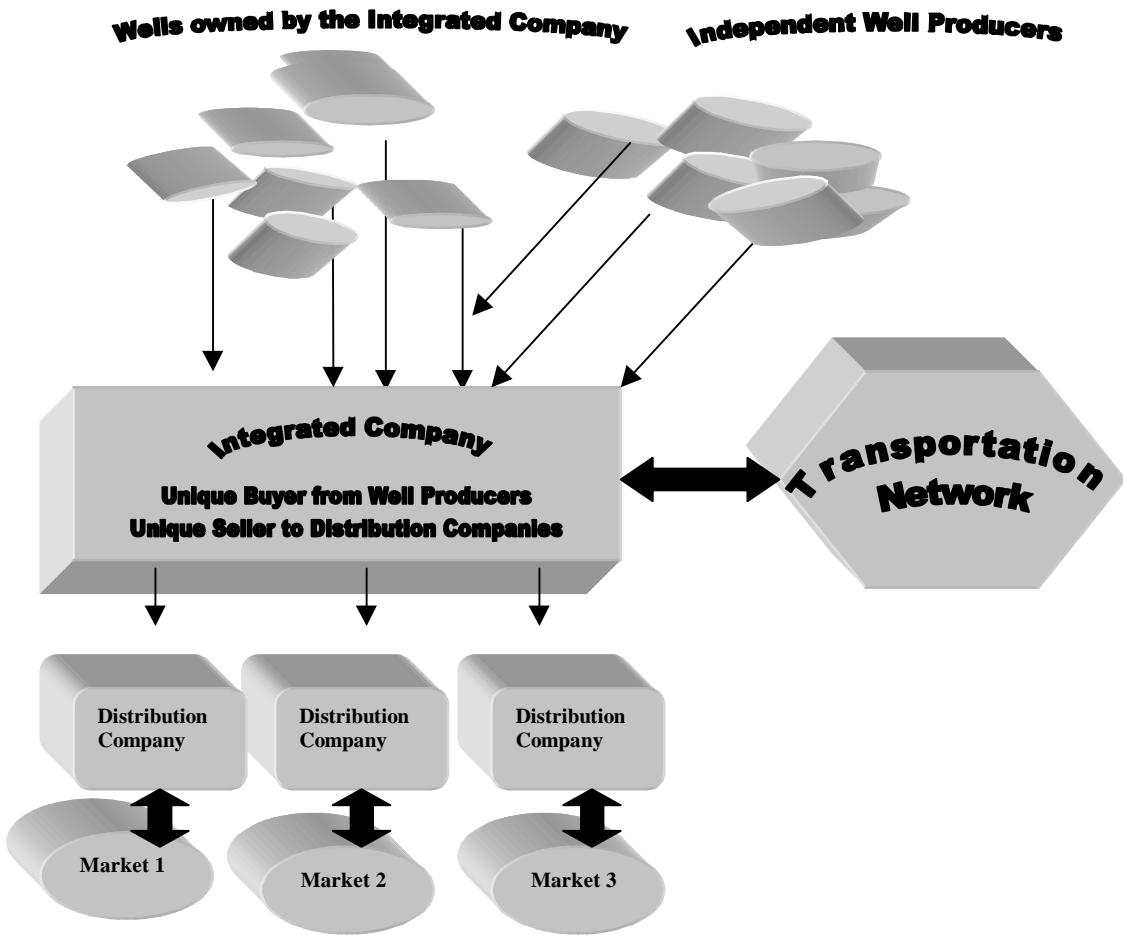 Wells owned by the Integrated Company
Independent Well Producers
Integrated Company
Unique Buyer from Well Producers
Unique Seller to Distribution Companies
Transportation
Network
Distribution
Company
Distribution
Company
Distribution
Company
Market 1
Market 2
Market 3